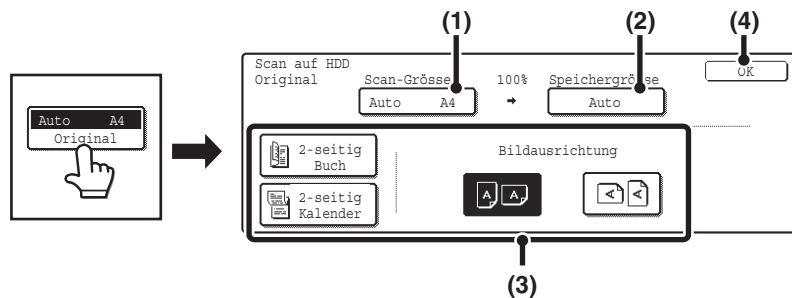 (1)
(2)
(4)
Scan auf HDD
Original
Scan-Grösse
100%
Speichergrösse
OK
Auto A4
Auto
Auto A4
Original
2-seitig
Buch
Bildausrichtung
2-seitig
Kalender
A A
A A
(3)